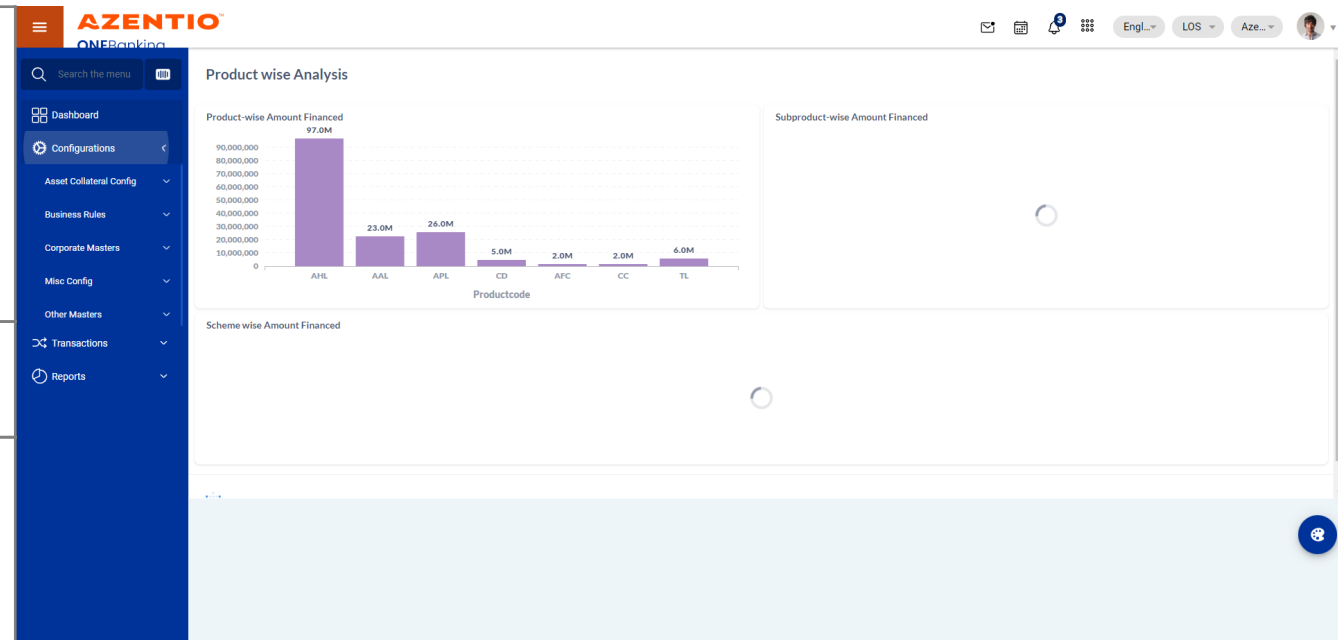 AZENTIO
ONEBanking
3
Engl...
LOS
Aze...
Search the menu
Dashboard
Configurations
Asset Collateral Config
Business Rules
Corporate Masters
Misc Config
Other Masters
Transactions
Reports
Product wise Analysis
Product-wise Amount Financed
97.0M
90,000,000
80,000,000
70,000,000
60,000,000
50,000,000
40,000,000
30,000,000
20,000,000
10,000,000
0
23.0M
26.0M
5.0M
2.0M
2.0M
6.0M
AHL
AAL
APL
CD
AFC
CC
TL
Productcode
Subproduct-wise Amount Financed
Scheme wise Amount Financed